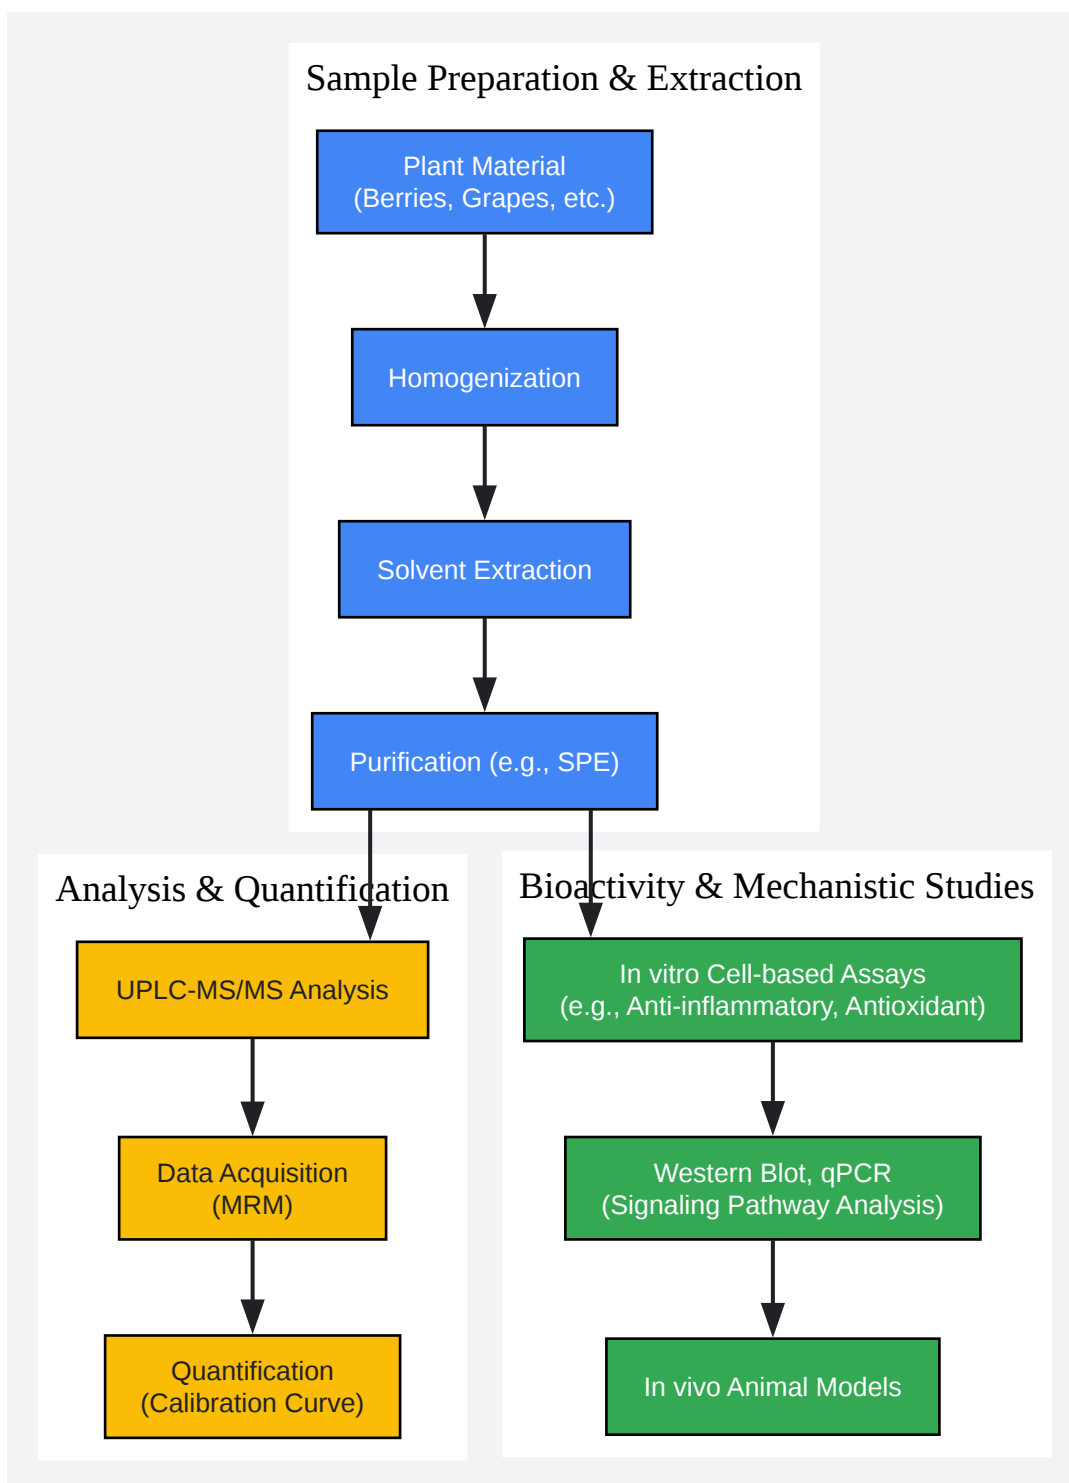 Sample Preparation & Extraction
Plant Material
(Berries, Grapes, etc.)
Homogenization
Solvent Extraction
Purification (e.g., SPE)
Analysis & Quantification
UPLC-MS/MS Analysis
Data Acquisition
(MRM)
Quantification
(Calibration Curve)
Bioactivity & Mechanistic Studies
In vitro Cell-based Assays
(e.g., Anti-inflammatory, Antioxidant)
Western Blot, qPCR
(Signaling Pathway Analysis)
In vivo Animal Models